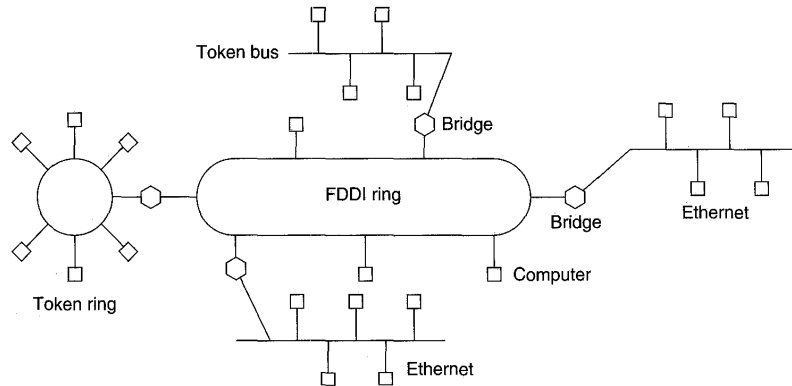 Token bus
Bridge
FDDI ring
Bridge
Ethernet
Computer
Token ring
Ethernet